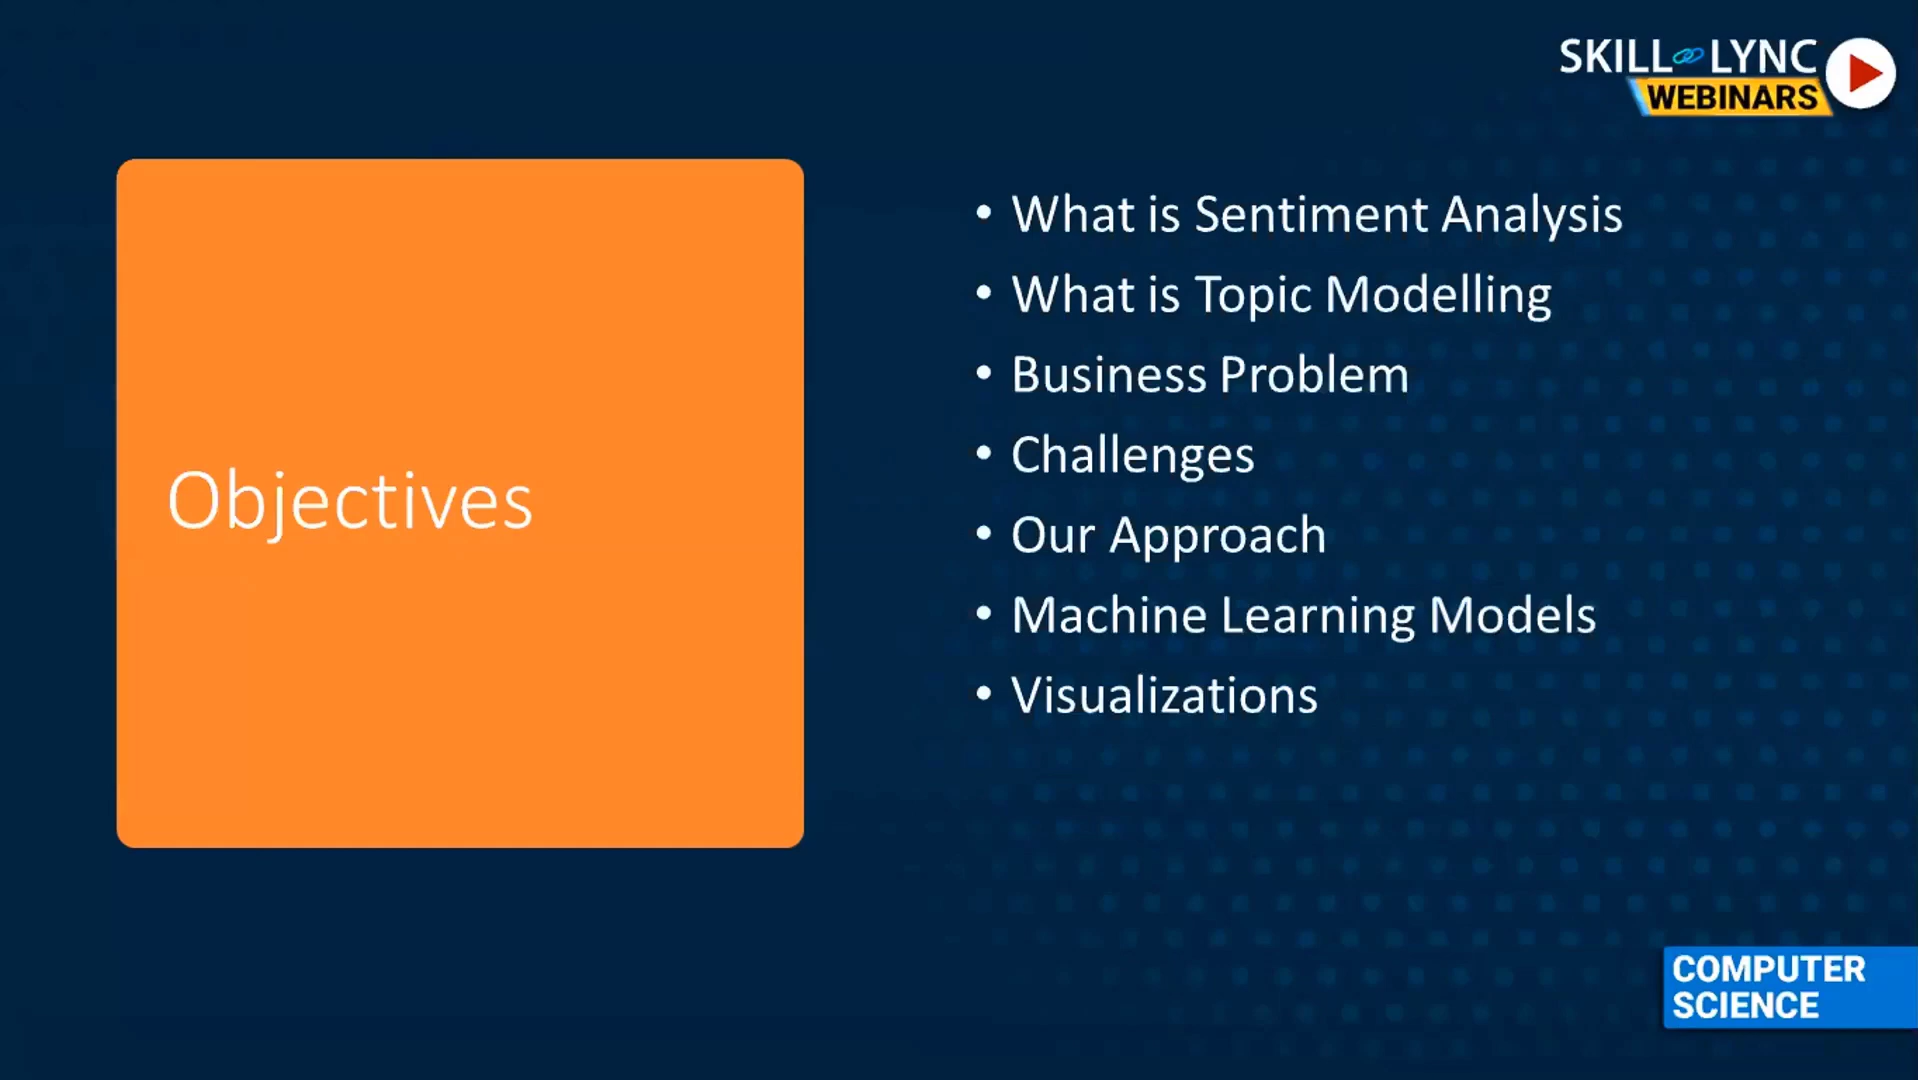 SKILL LYNC
WEBINARS
Objectives
• What is Sentiment Analysis
• What is Topic Modelling
• Business Problem
• Challenges
• Our Approach
• Machine Learning Models
• Visualizations
COMPUTER
SCIENCE